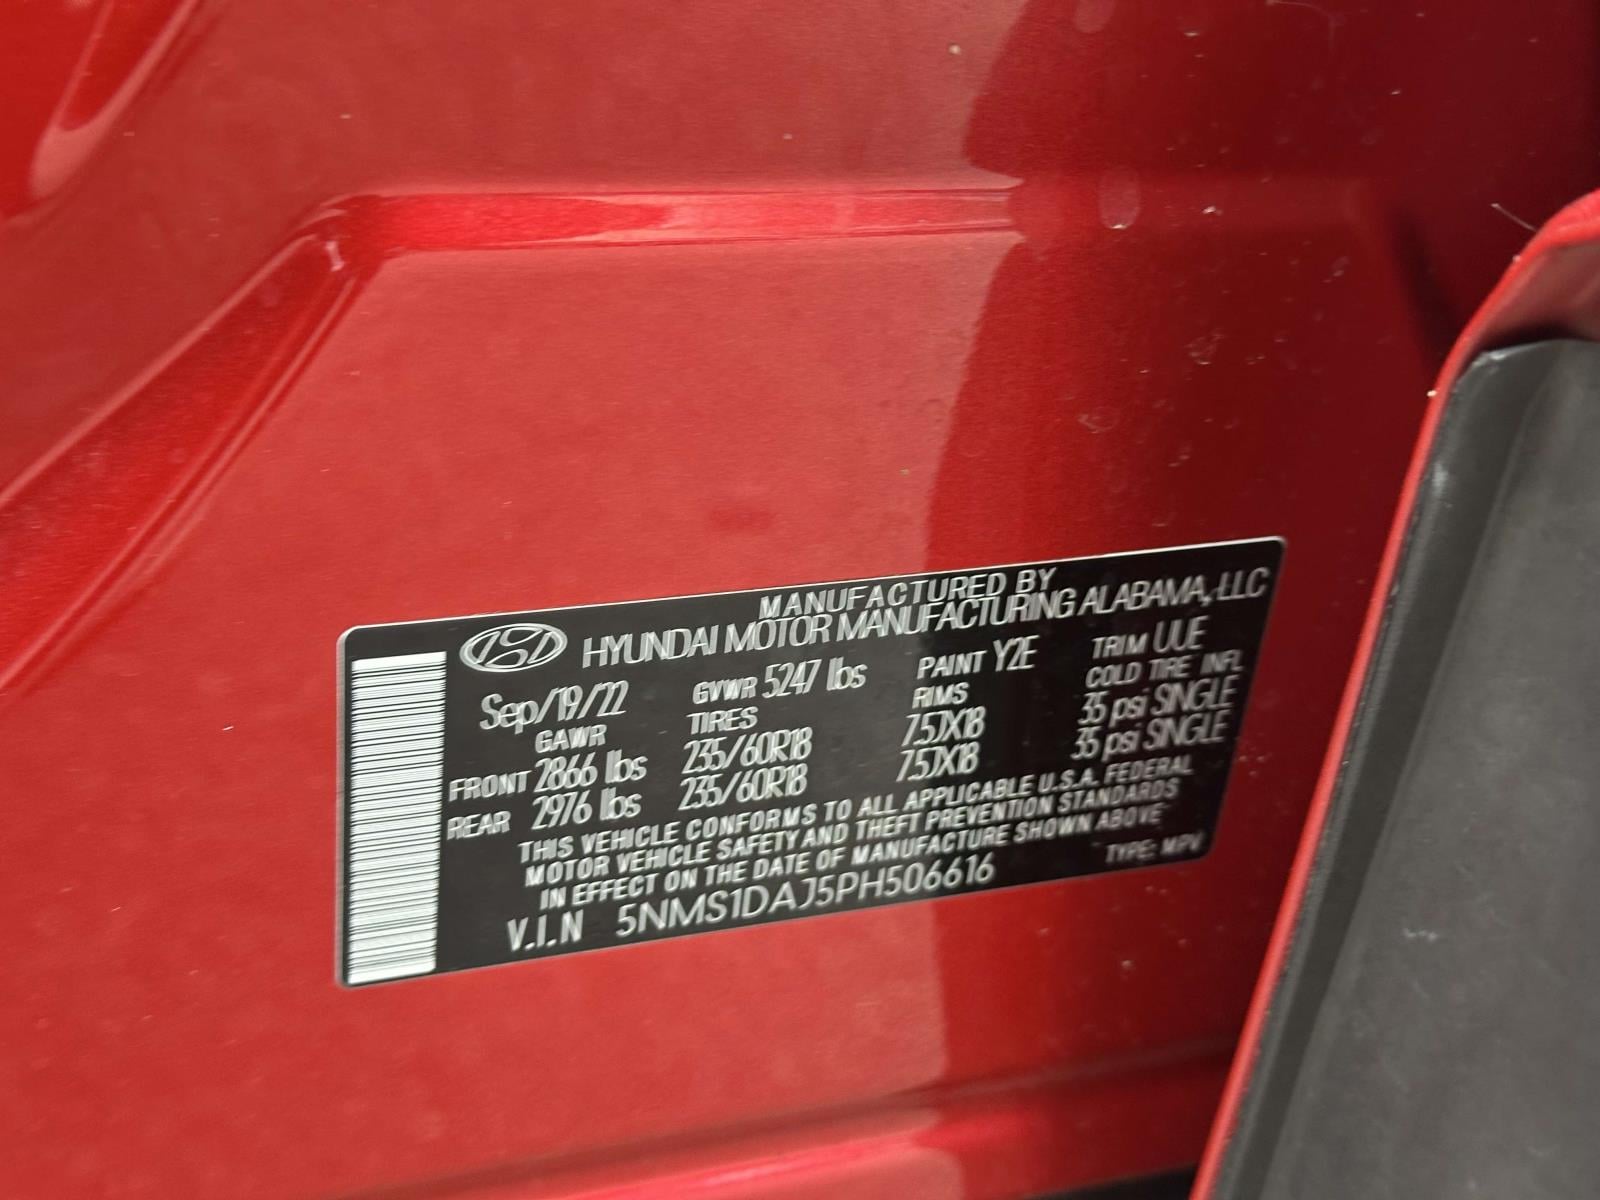 MANUFACTURED BY
HYUNDAI MOTOR MANUFACTURING ALABAMA, LLC
Sep/19/22 GVWR 5247 lbs PAINT Y2E TRIM UUE
GAWR TIRES RIMS COLD TIRE INFL
FRONT 2866 lbs 235/60R18 7.5JX18 35 psi SINGLE
REAR 2976 lbs 235/60R18 7.5JX18 35 psi SINGLE
THIS VEHICLE CONFORMS TO ALL APPLICABLE U.S.A. FEDERAL
MOTOR VEHICLE SAFETY AND THEFT PREVENTION STANDARDS
IN EFFECT ON THE DATE OF MANUFACTURE SHOWN ABOVE
V.I.N 5NMS1DAJ5PH506616 TYPE: MPV